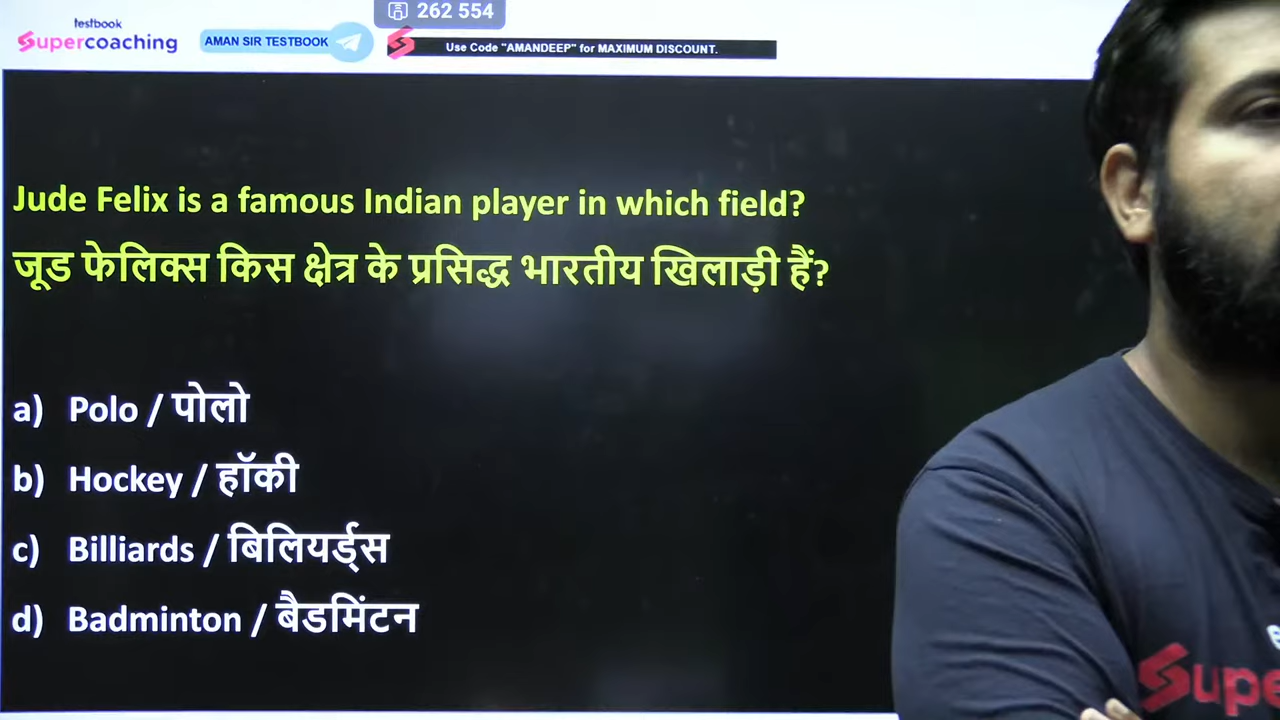 262 554
testbook
Supercoaching
AMAN SIR TESTBOOK
Use Code "AMANDEEP" for MAXIMUM DISCOUNT.
Jude Felix is a famous Indian player in which field?
जूड फेलिक्स किस क्षेत्र के प्रसिद्ध भारतीय खिलाड़ी हैं?
a) Polo / पोलो
b) Hockey / हॉकी
c) Billiards / बिलियर्ड्स
d) Badminton / बैडमिंटन
Supe